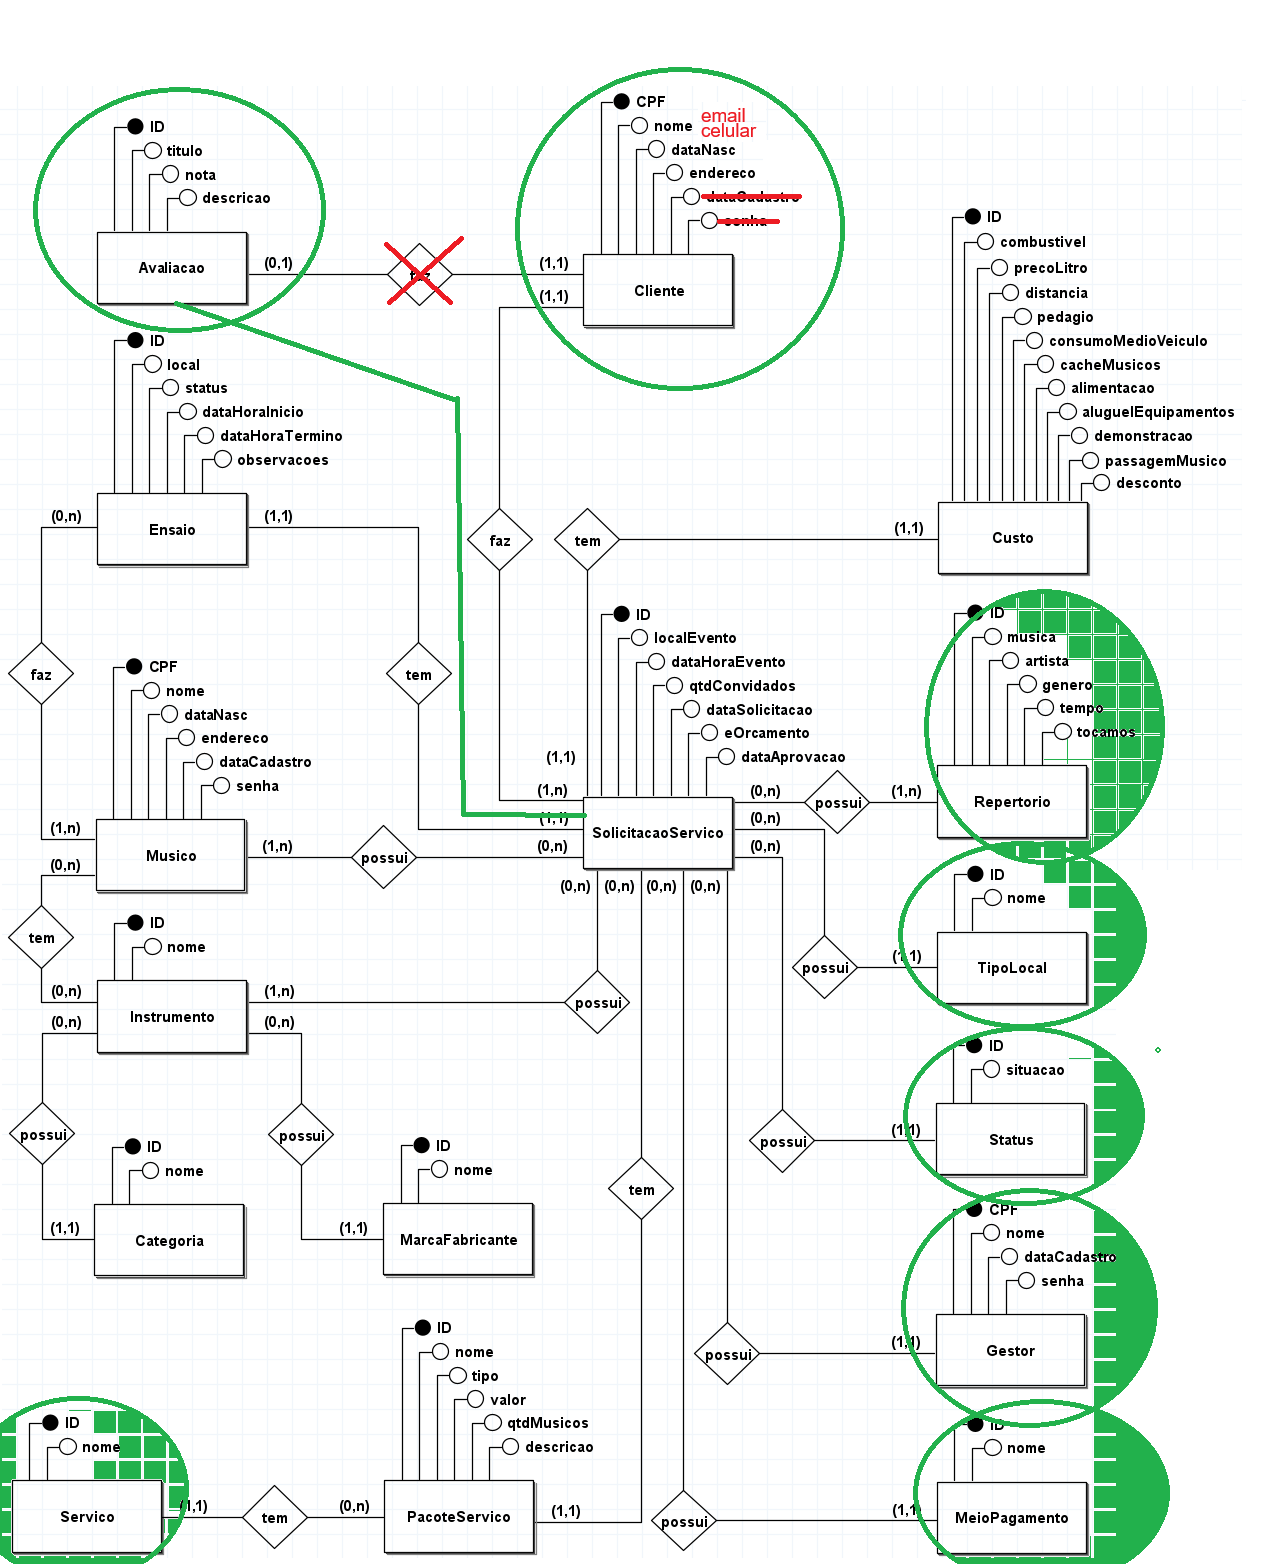 CPF
email
nome
celular
ID
titulo
dataNasc
nota
endereco
descricao
dataCadastro
senha
Avaliacao
(0,1)
faz
(1,1)
Cliente
(1,1)
ID
combustivel
precoLitro
distancia
pedagio
consumoMedioVeiculo
cacheMusicos
alimentacao
aluguelEquipamentos
demonstracao
passagemMusico
desconto
Custo
(1,1)
ID
local
status
dataHoraInicio
dataHoraTermino
observacoes
Ensaio
(0,n)
(1,1)
faz
tem
faz
tem
ID
localEvento
dataHoraEvento
qtdConvidados
dataSolicitacao
eOrcamento
dataAprovacao
(1,1)
(1,n)
(1,1)
(0,n)
SolicitacaoServico
(0,n)
(0,n)
(0,n)
(0,n) (0,n) (0,n) (0,n)
possui
(1,n)
ID
musica
artista
genero
tempo
tocamos
Repertorio
CPF
nome
dataNasc
endereco
dataCadastro
senha
Musico
(1,n)
(0,n)
(1,n)
possui
tem
ID
nome
Instrumento
(0,n)
(0,n)
(1,n)
(0,n)
possui
possui
(1,1)
ID
nome
TipoLocal
possui
(1,1)
ID
situacao
Status
possui
possui
ID
nome
Categoria
(1,1)
ID
nome
MarcaFabricante
(1,1)
tem
possui
(1,1)
CPF
nome
dataCadastro
senha
Gestor
ID
nome
tipo
valor
qtdMusicos
descricao
PacoteServico
(0,n)
(1,1)
ID
nome
Servico
(1,1)
tem
possui
(1,1)
ID
nome
MeioPagamento